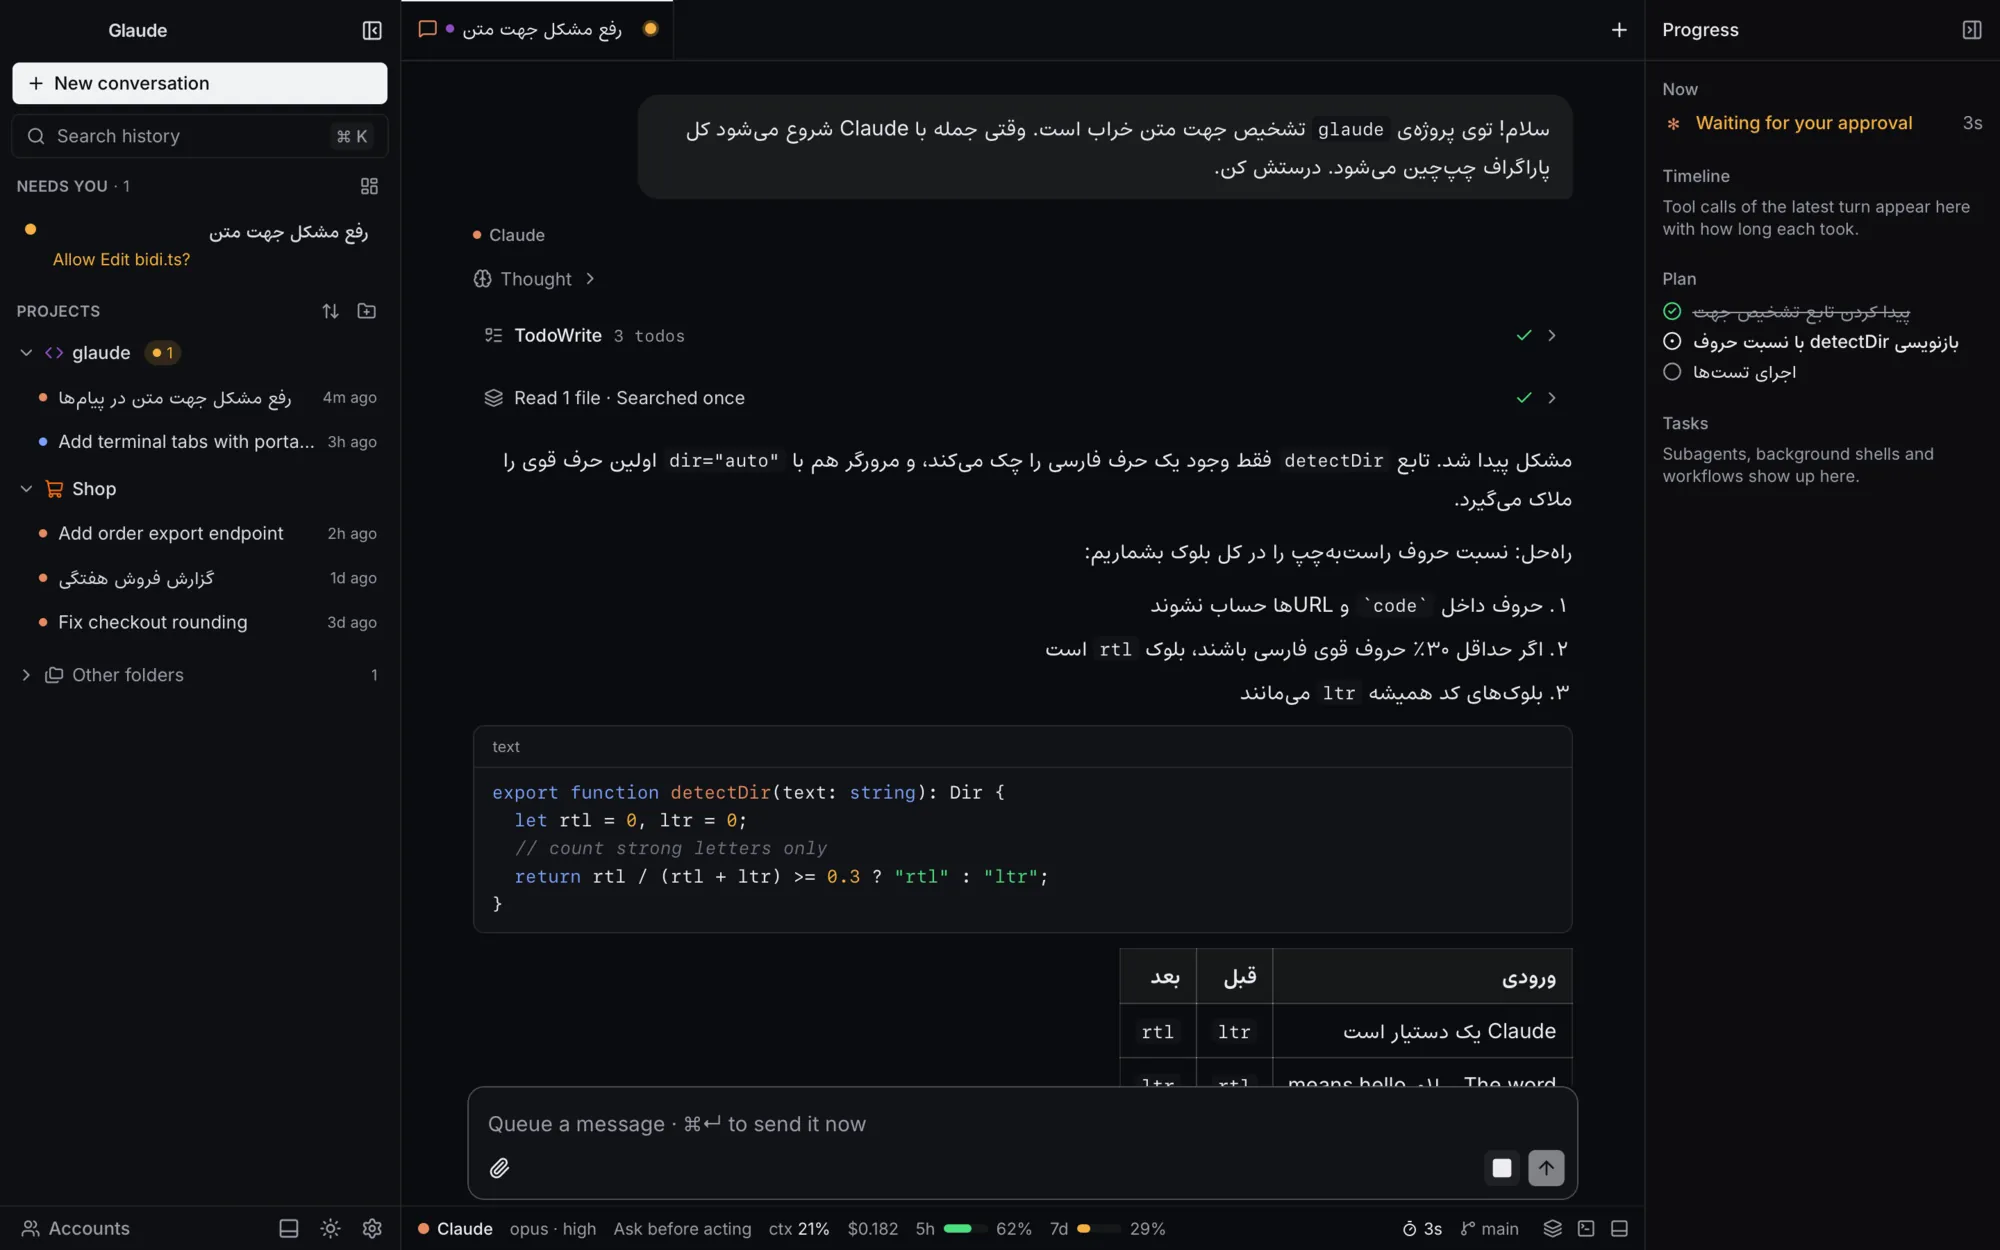 Glaude
New conversation
Search history ⌘ K
NEEDS YOU · 1
رفع مشکل جهت متن
Allow Edit bidi.ts?
PROJECTS
glaude 1
رفع مشکل جهت متن در پیام‌ها 4m ago
Add terminal tabs with porta... 3h ago
Shop
Add order export endpoint 2h ago
گزارش فروش هفتگی 1d ago
Fix checkout rounding 3d ago
Other folders 1
Accounts
رفع مشکل جهت متن
سلام! توی پروژه‌ی glaude تشخیص جهت متن خراب است. وقتی جمله با Claude شروع می‌شود کل
پاراگراف چپ‌چین می‌شود. درستش کن.
Claude
Thought
TodoWrite 3 todos
Read 1 file · Searched once
مشکل پیدا شد. تابع detectDir فقط وجود یک حرف فارسی را چک می‌کند، و مرورگر هم با dir="auto" اولین حرف قوی را
ملاک می‌گیرد.
راه‌حل: نسبت حروف راست‌به‌چپ را در کل بلوک بشماریم:
۱. حروف داخل `code` و URLها حساب نشوند
۲. اگر حداقل ۳۰٪ حروف قوی فارسی باشند، بلوک rtl است
۳. بلوک‌های کد همیشه ltr می‌مانند
text
export function detectDir(text: string): Dir {
let rtl = 0, ltr = 0;
// count strong letters only
return rtl / (rtl + ltr) >= 0.3 ? "rtl" : "ltr";
}
ورودی قبل بعد
Claude یک دستیار است ltr rtl
The word means hello rtl ltr
Queue a message · ⌘↵ to send it now
Claude opus · high Ask before acting ctx 21% $0.182 5h 62% 7d 29% 3s main
Progress
Now
Waiting for your approval 3s
Timeline
Tool calls of the latest turn appear here
with how long each took.
Plan
پیدا کردن تابع تشخیص جهت
بازنویسی detectDir با نسبت حروف
اجرای تست‌ها
Tasks
Subagents, background shells and
workflows show up here.